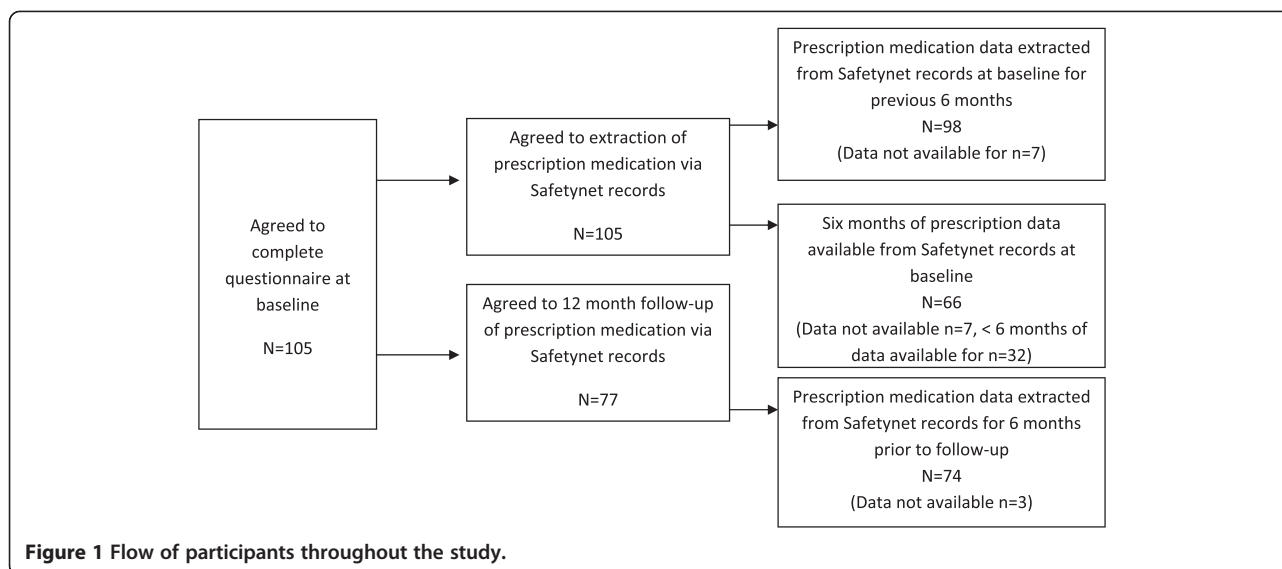 Agreed to
complete
questionnaire at
baseline
N=105
Agreed to extraction of
prescription medication via
Safetynet records
N=105
Agreed to 12 month follow-up
of prescription medication via
Safetynet records
N=77
Prescription medication data extracted
from Safetynet records at baseline for
previous 6 months
N=98
(Data not available for n=7)
Six months of prescription data
available from Safetynet records at
baseline
N=66
(Data not available n=7, < 6 months of
data available for n=32)
Prescription medication data extracted
from Safetynet records for 6 months
prior to follow-up
N=74
(Data not available n=3)
Figure 1 Flow of participants throughout the study.